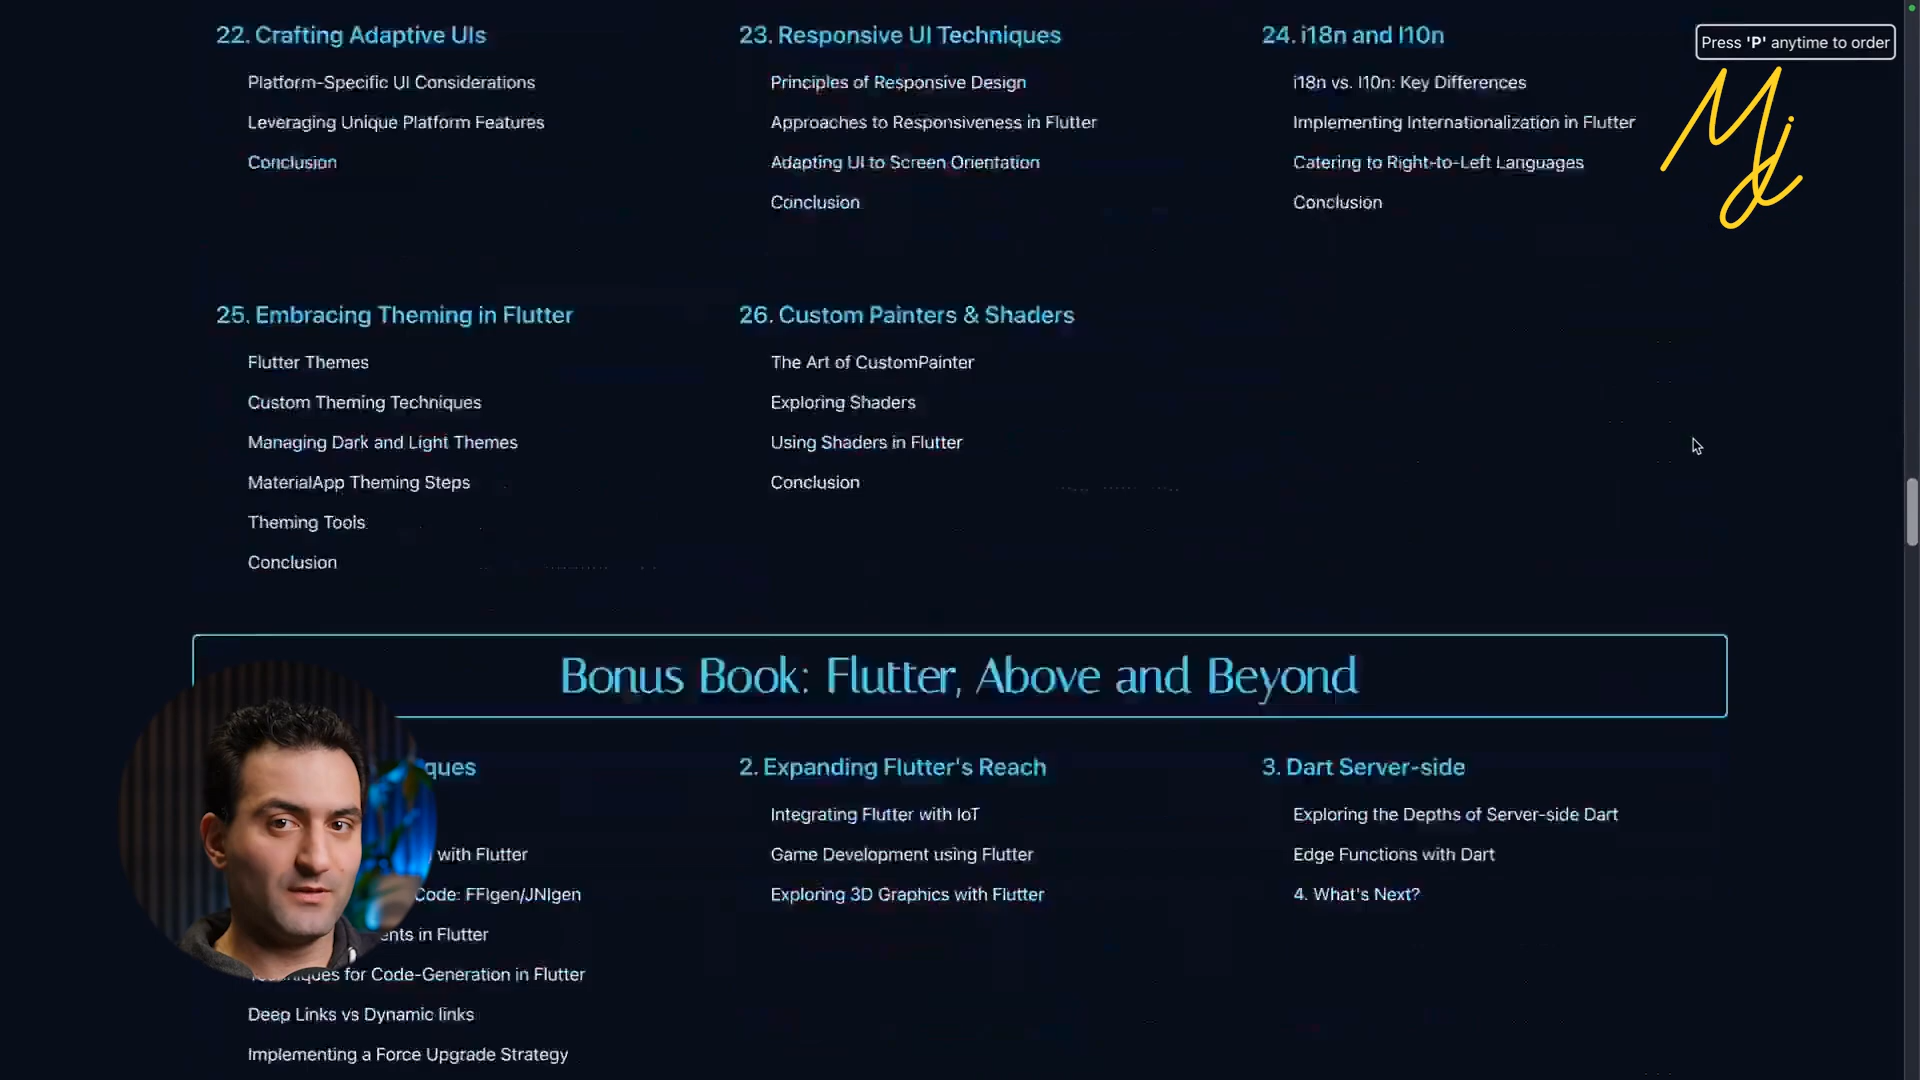 22. Crafting Adaptive UIs
Platform-Specific UI Considerations
Leveraging Unique Platform Features
Conclusion
23. Responsive UI Techniques
Principles of Responsive Design
Approaches to Responsiveness in Flutter
Adapting UI to Screen Orientation
Conclusion
24. i18n and l10n
i18n vs. l10n: Key Differences
Implementing Internationalization in Flutter
Catering to Right-to-Left Languages
Conclusion
Press 'P' anytime to order
25. Embracing Theming in Flutter
Flutter Themes
Custom Theming Techniques
Managing Dark and Light Themes
MaterialApp Theming Steps
Theming Tools
Conclusion
26. Custom Painters & Shaders
The Art of CustomPainter
Exploring Shaders
Using Shaders in Flutter
Conclusion
Bonus Book: Flutter, Above and Beyond
ques
with Flutter
Code: FFIgen/JNIgen
ents in Flutter
for Code-Generation in Flutter
Deep Links vs Dynamic links
Implementing a Force Upgrade Strategy
2. Expanding Flutter's Reach
Integrating Flutter with IoT
Game Development using Flutter
Exploring 3D Graphics with Flutter
3. Dart Server-side
Exploring the Depths of Server-side Dart
Edge Functions with Dart
4. What's Next?